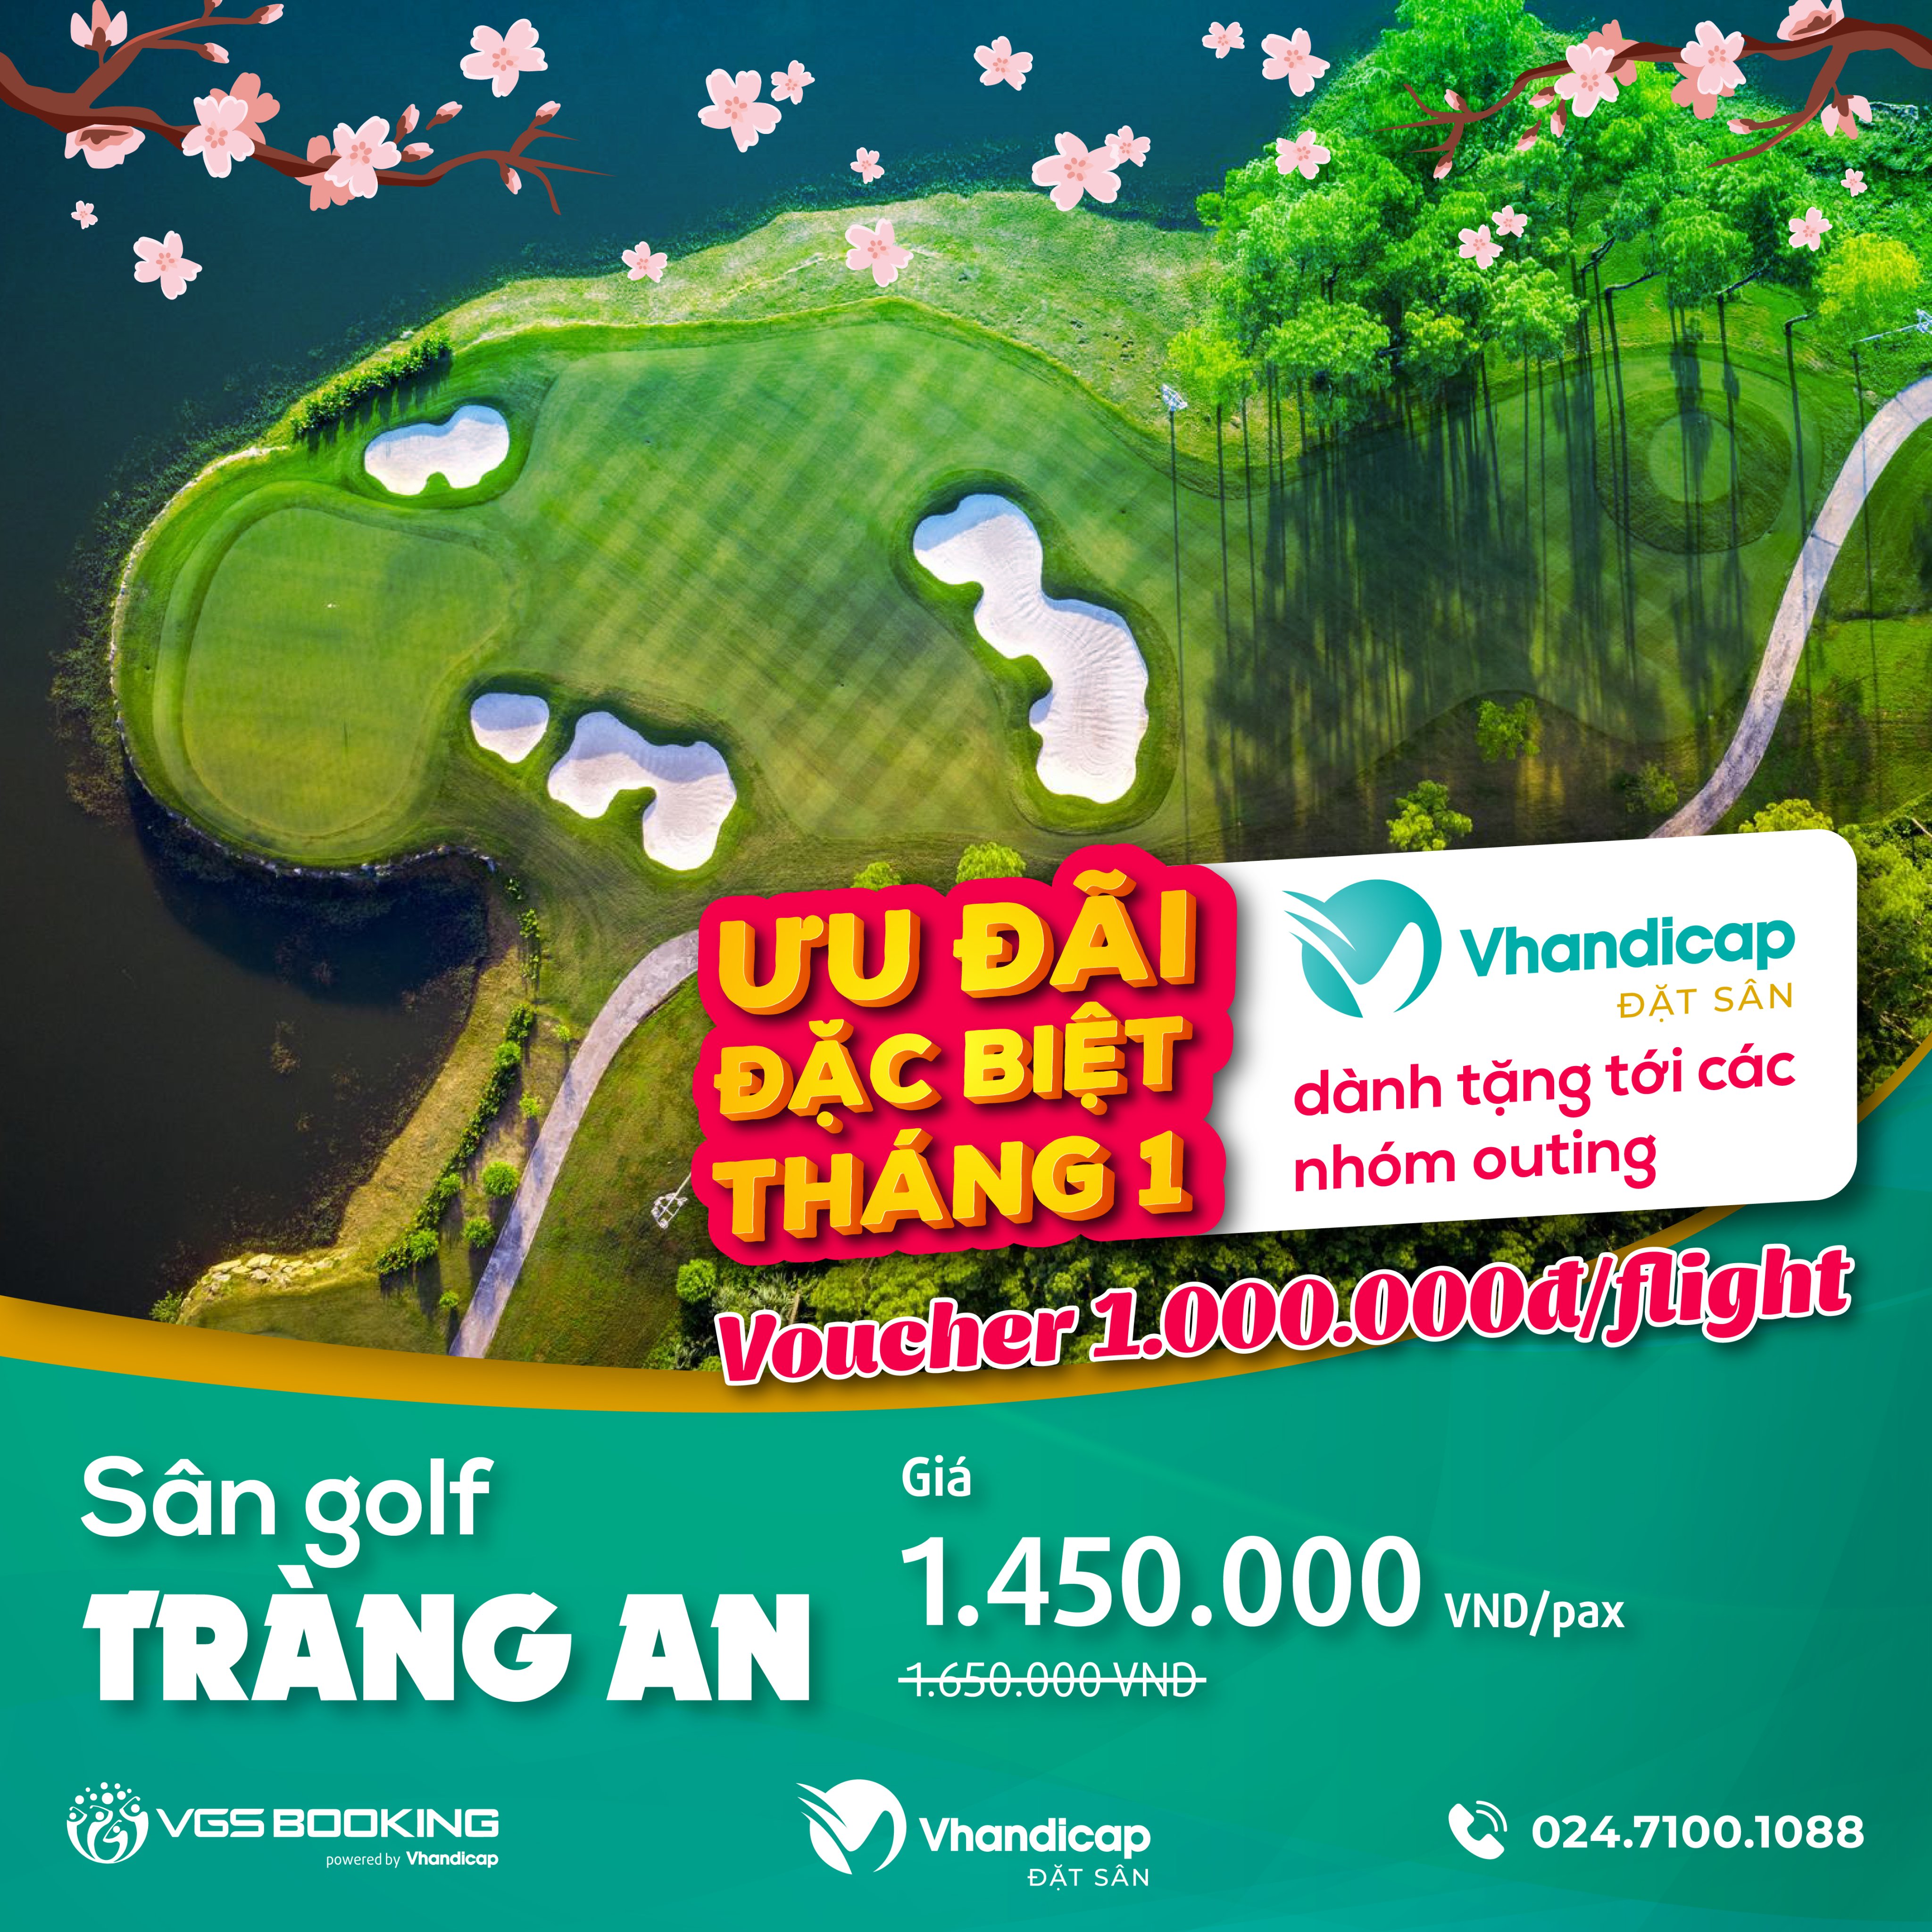 ƯU ĐÃI
ĐẶC BIỆT
THÁNG 1
Vhandicap
ĐẶT SÂN
dành tặng tới các
nhóm outing
Voucher 1.000.000đ/flight
Sân golf
TRÀNG AN
Giá
1.450.000 VND/pax
1.650.000 VND
VGS BOOKING
powered by Vhandicap
Vhandicap
ĐẶT SÂN
024.7100.1088